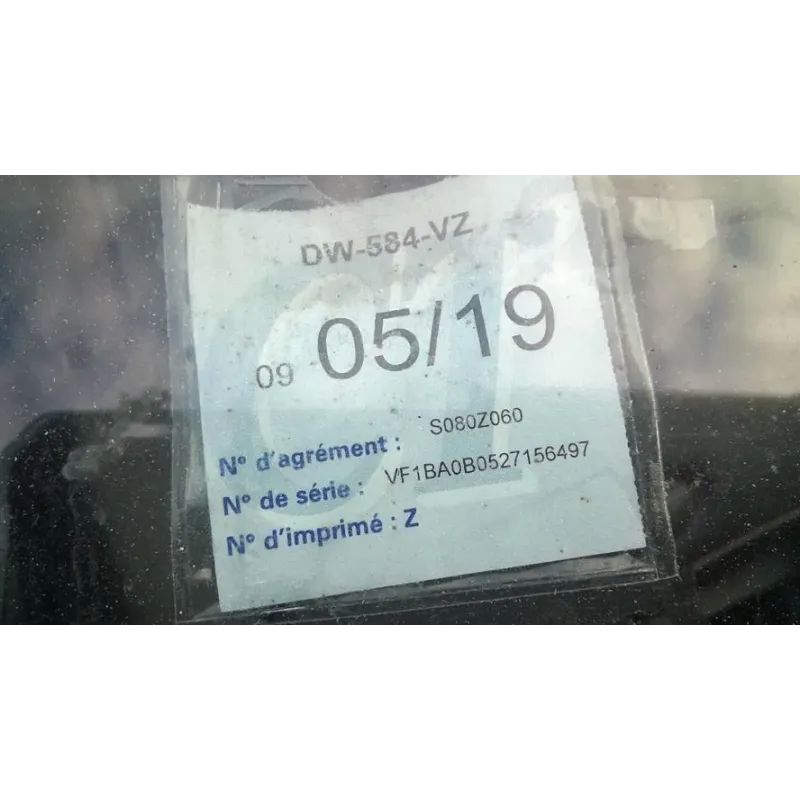 DW-584-VZ
09 05/19
N° d'agrément : S080Z060
N° de série : VF1BA0B0527156497
N° d'imprimé : Z